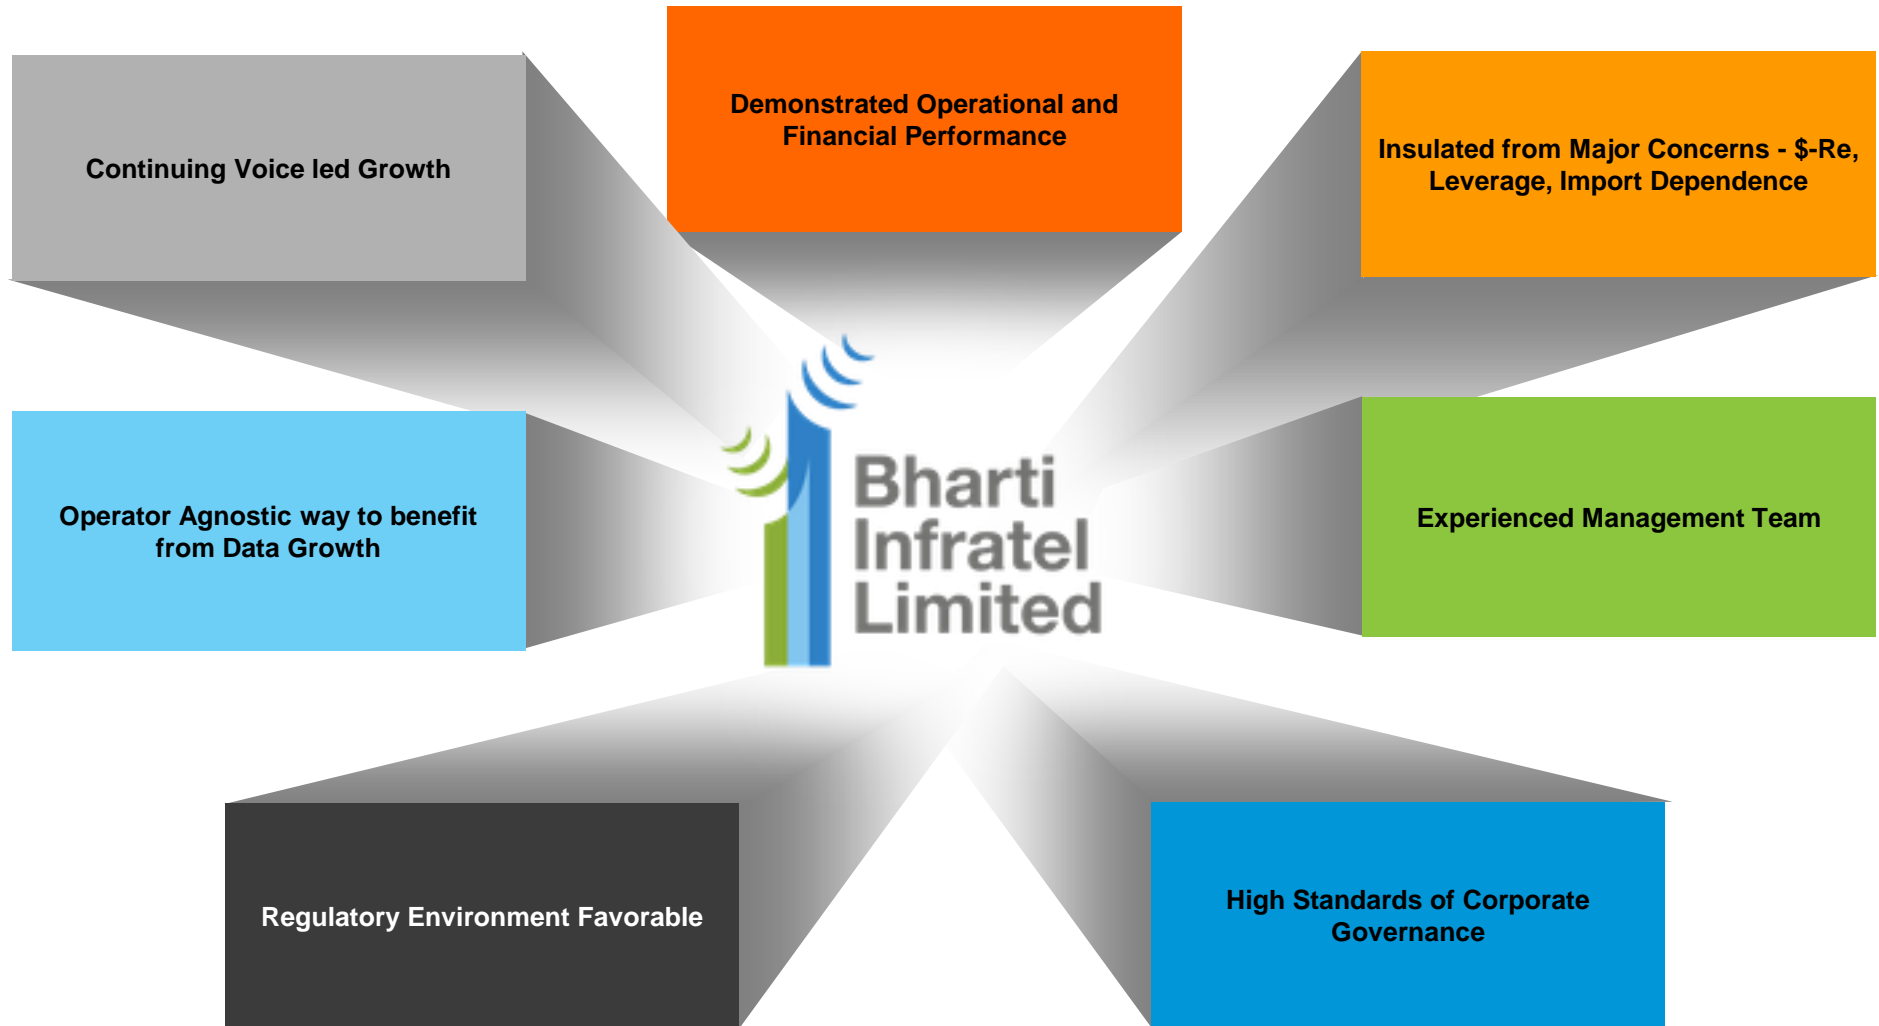 Demonstrated Operational and
Financial Performance
Continuing Voice led Growth
Insulated from Major Concerns - $-Re,
Leverage, Import Dependence
Bharti
Infratel
Limited
Operator Agnostic way to benefit
from Data Growth
Experienced Management Team
Regulatory Environment Favorable
High Standards of Corporate
Governance